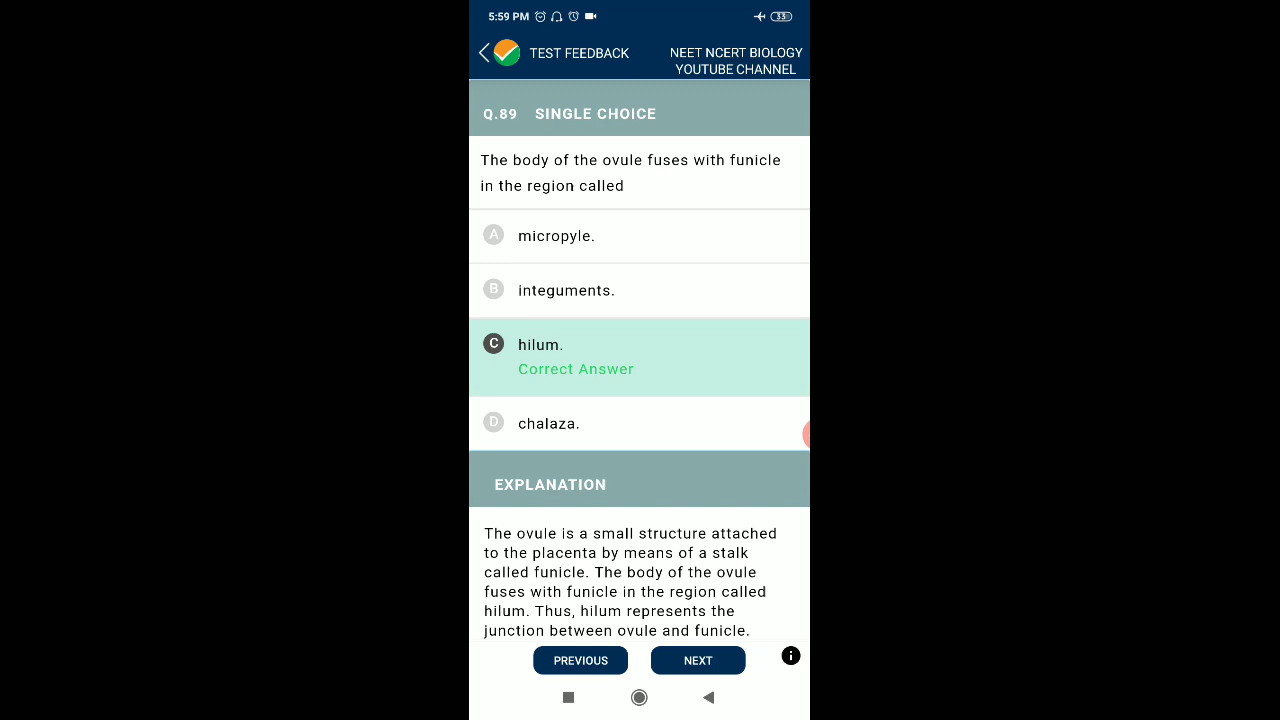 5:59 PM 33
TEST FEEDBACK
NEET NCERT BIOLOGY
YOUTUBE CHANNEL
Q.89 SINGLE CHOICE
The body of the ovule fuses with funicle
in the region called
A micropyle.
B integuments.
C hilum.
Correct Answer
D chalaza.
EXPLANATION
The ovule is a small structure attached
to the placenta by means of a stalk
called funicle. The body of the ovule
fuses with funicle in the region called
hilum. Thus, hilum represents the
junction between ovule and funicle.
PREVIOUS NEXT